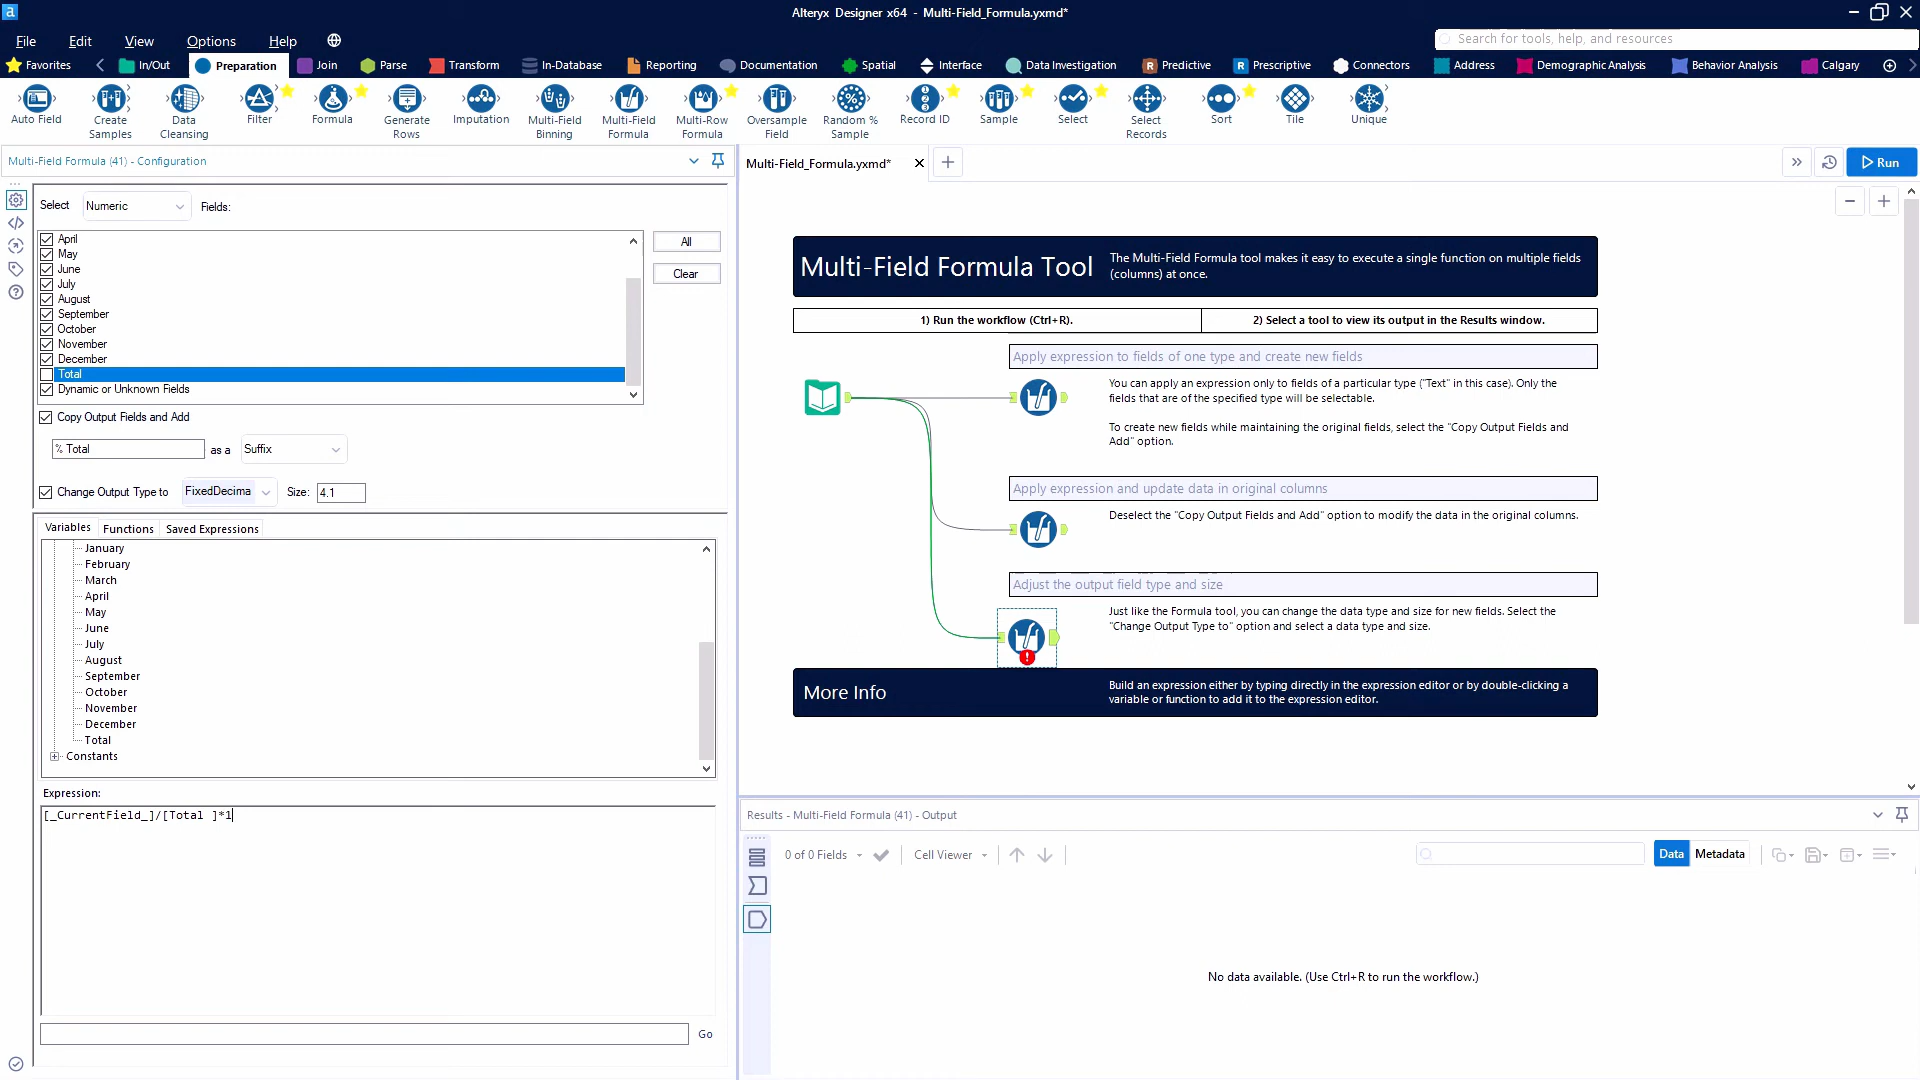 Alteryx Designer x64 - Multi-Field_Formula.yxmd*
File Edit View Options Help
Search for tools, help, and resources
Favorites In/Out Preparation Join Parse Transform In-Database Reporting Documentation Spatial Interface Data Investigation Predictive Prescriptive Connectors Address Demographic Analysis Behavior Analysis Calgary
Auto Field
Create Samples
Data Cleansing
Filter
Formula
Generate Rows
Imputation
Multi-Field Binning
Multi-Field Formula
Multi-Row Formula
Oversample Field
Random % Sample
Record ID
Sample
Select
Select Records
Sort
Tile
Unique
Multi-Field Formula (41) - Configuration
Select Numeric Fields:
April
May
June
July
August
September
October
November
December
Total
Dynamic or Unknown Fields
All
Clear
Copy Output Fields and Add
% Total as a Suffix
Change Output Type to FixedDecima Size: 4.1
Variables Functions Saved Expressions
January
February
March
April
May
June
July
August
September
October
November
December
Total
Constants
Expression:
[_CurrentField_]/[Total ]*1
Go
Multi-Field_Formula.yxmd*
Run
Multi-Field Formula Tool
The Multi-Field Formula tool makes it easy to execute a single function on multiple fields
(columns) at once.
1) Run the workflow (Ctrl+R).
2) Select a tool to view its output in the Results window.
Apply expression to fields of one type and create new fields
You can apply an expression only to fields of a particular type ("Text" in this case). Only the
fields that are of the specified type will be selectable.
To create new fields while maintaining the original fields, select the "Copy Output Fields and
Add" option.
Apply expression and update data in original columns
Deselect the "Copy Output Fields and Add" option to modify the data in the original columns.
Adjust the output field type and size
Just like the Formula tool, you can change the data type and size for new fields. Select the
"Change Output Type to" option and select a data type and size.
More Info
Build an expression either by typing directly in the expression editor or by double-clicking a
variable or function to add it to the expression editor.
Results - Multi-Field Formula (41) - Output
0 of 0 Fields Cell Viewer Data Metadata
No data available. (Use Ctrl+R to run the workflow.)